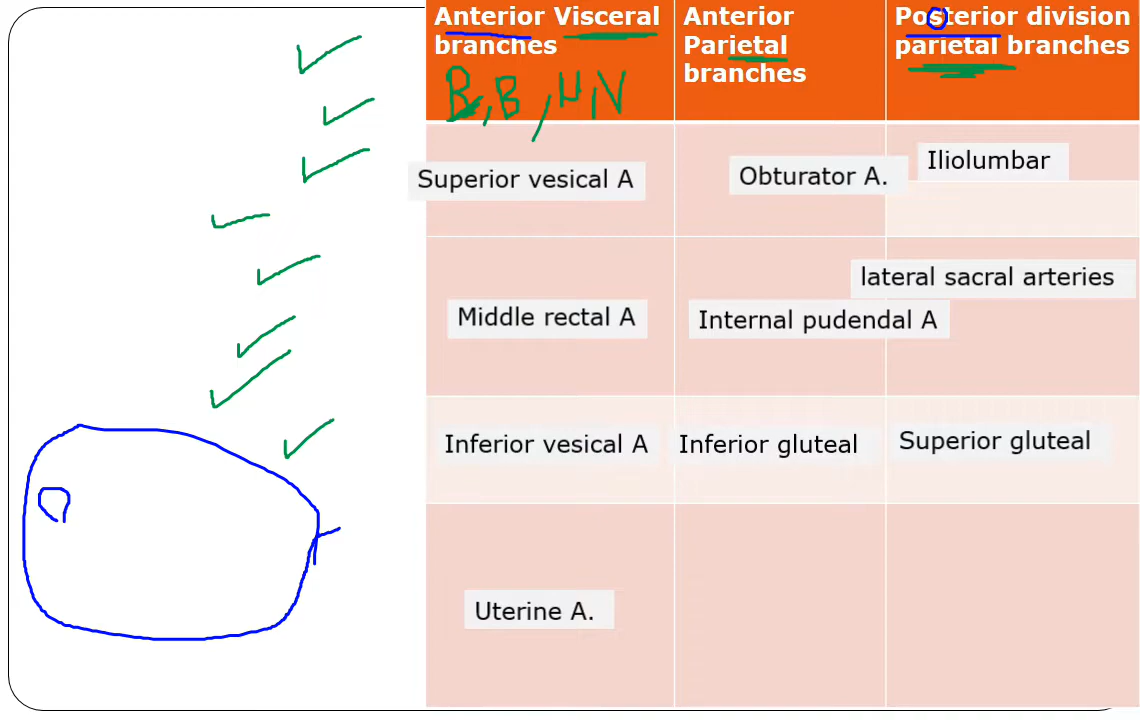 Anterior Visceral
branches
Anterior
Parietal
branches
Posterior division
parietal branches
B, B, U, V
Superior vesical A
Obturator A.
Iliolumbar
Middle rectal A
Internal pudendal A
lateral sacral arteries
Inferior vesical A
Inferior gluteal
Superior gluteal
Uterine A.